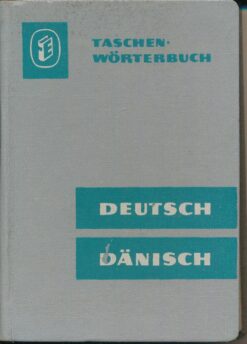 TASCHEN-
WÖRTERBUCH
DEUTSCH
DÄNISCH